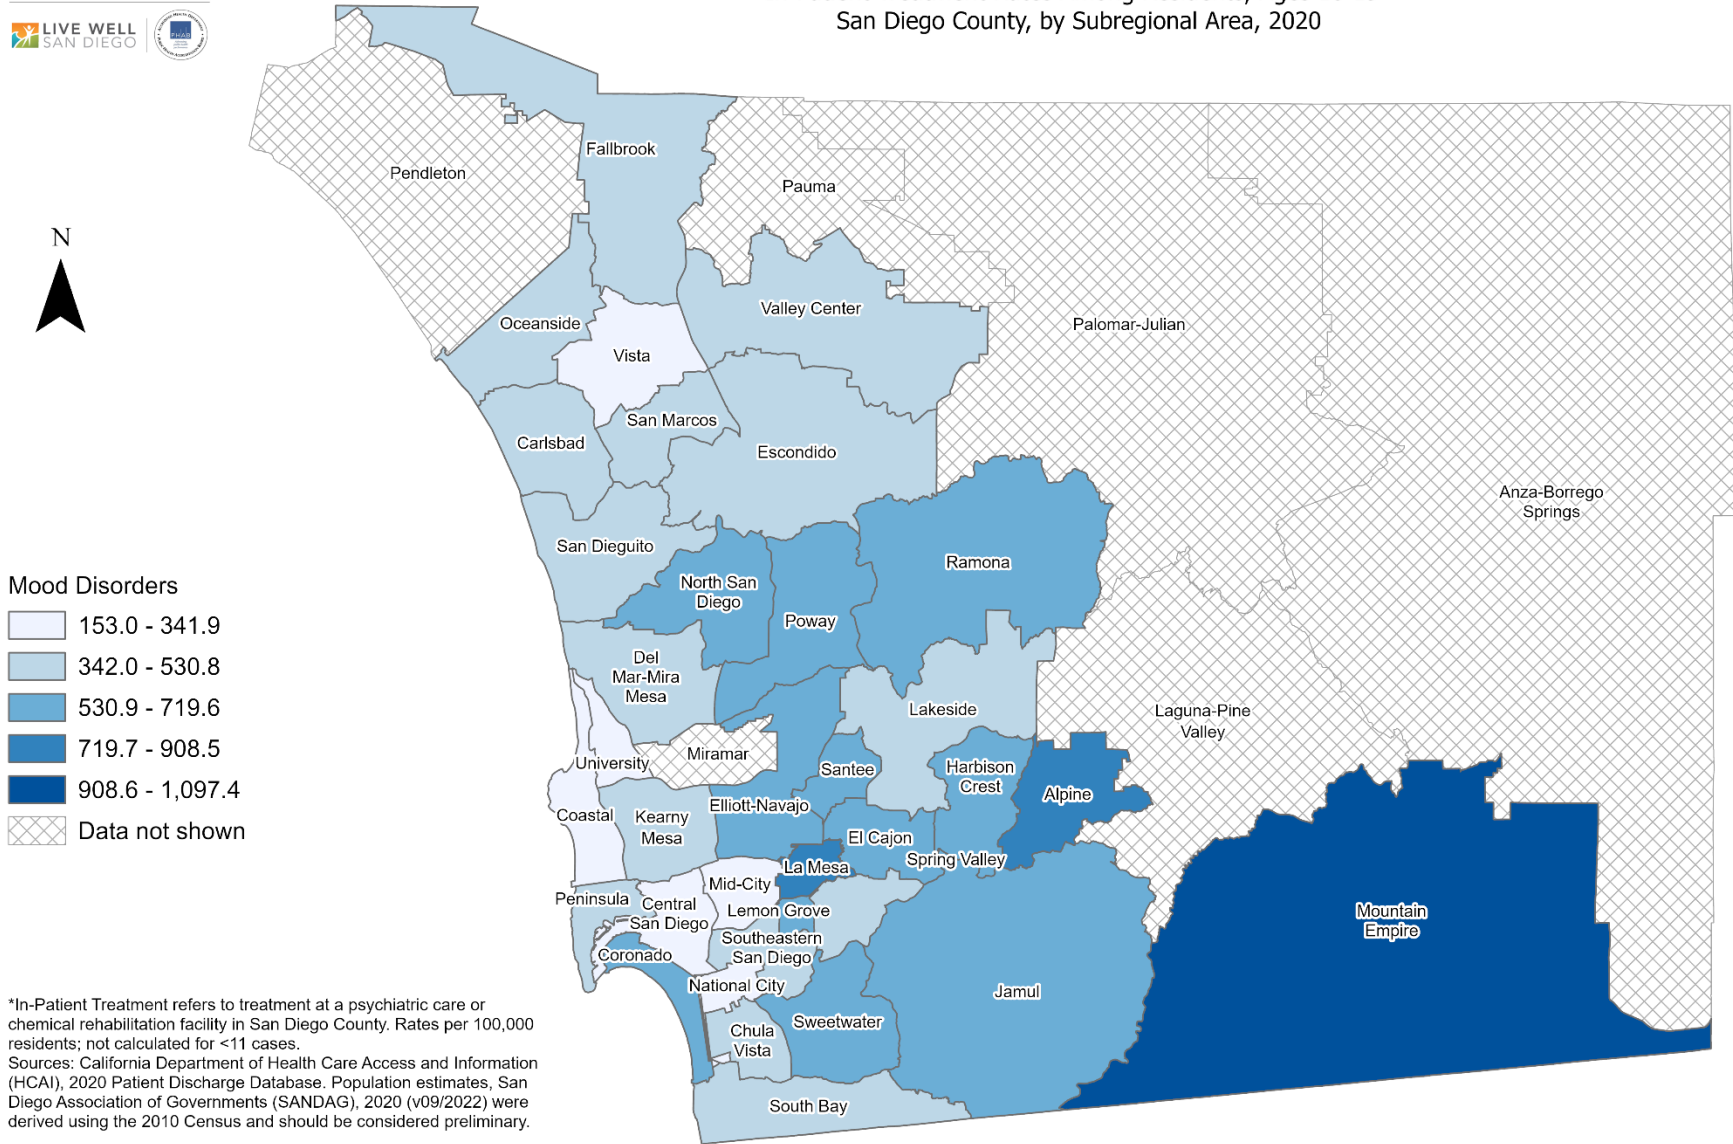 LIVE WELL
SAN DIEGO
PHAB
San Diego County, by Subregional Area, 2020
N
Fallbrook
Pendleton
Pauma
Valley Center
Oceanside
Palomar-Julian
Vista
San Marcos
Carlsbad
Escondido
Anza-Borrego
Springs
San Dieguito
Ramona
North San
Diego
Poway
Del
Mar-Mira
Mesa
Lakeside
Laguna-Pine
Valley
Miramar
University
Santee
Harbison
Crest
Alpine
Elliott-Navajo
Coastal
Kearny
Mesa
El Cajon
Spring Valley
La Mesa
Mid-City
Peninsula
Central
San Diego
Lemon Grove
Mountain
Empire
Southeastern
San Diego
Coronado
National City
Jamul
Sweetwater
Chula
Vista
South Bay
Mood Disorders
153.0 - 341.9
342.0 - 530.8
530.9 - 719.6
719.7 - 908.5
908.6 - 1,097.4
Data not shown
*In-Patient Treatment refers to treatment at a psychiatric care or
chemical rehabilitation facility in San Diego County. Rates per 100,000
residents; not calculated for <11 cases.
Sources: California Department of Health Care Access and Information
(HCAI), 2020 Patient Discharge Database. Population estimates, San
Diego Association of Governments (SANDAG), 2020 (v09/2022) were
derived using the 2010 Census and should be considered preliminary.